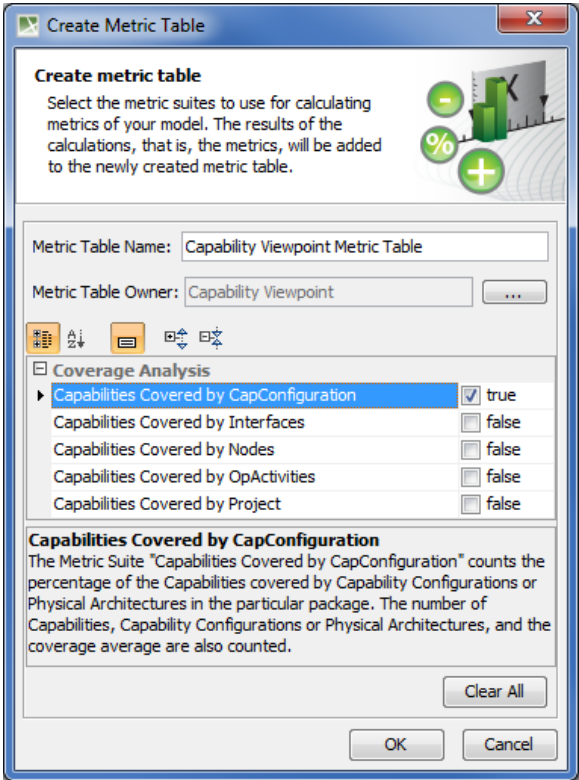 Create Metric Table
Create metric table
Select the metric suites to use for calculating
metrics of your model. The results of the
calculations, that is, the metrics, will be added
to the newly created metric table.
Metric Table Name: Capability Viewpoint Metric Table
Metric Table Owner: Capability Viewpoint ...
Coverage Analysis
Capabilities Covered by CapConfiguration true
Capabilities Covered by Interfaces false
Capabilities Covered by Nodes false
Capabilities Covered by OpActivities false
Capabilities Covered by Project false
Capabilities Covered by CapConfiguration
The Metric Suite "Capabilities Covered by CapConfiguration" counts the
percentage of the Capabilities covered by Capability Configurations or
Physical Architectures in the particular package. The number of
Capabilities, Capability Configurations or Physical Architectures, and the
coverage average are also counted.
Clear All
OK Cancel